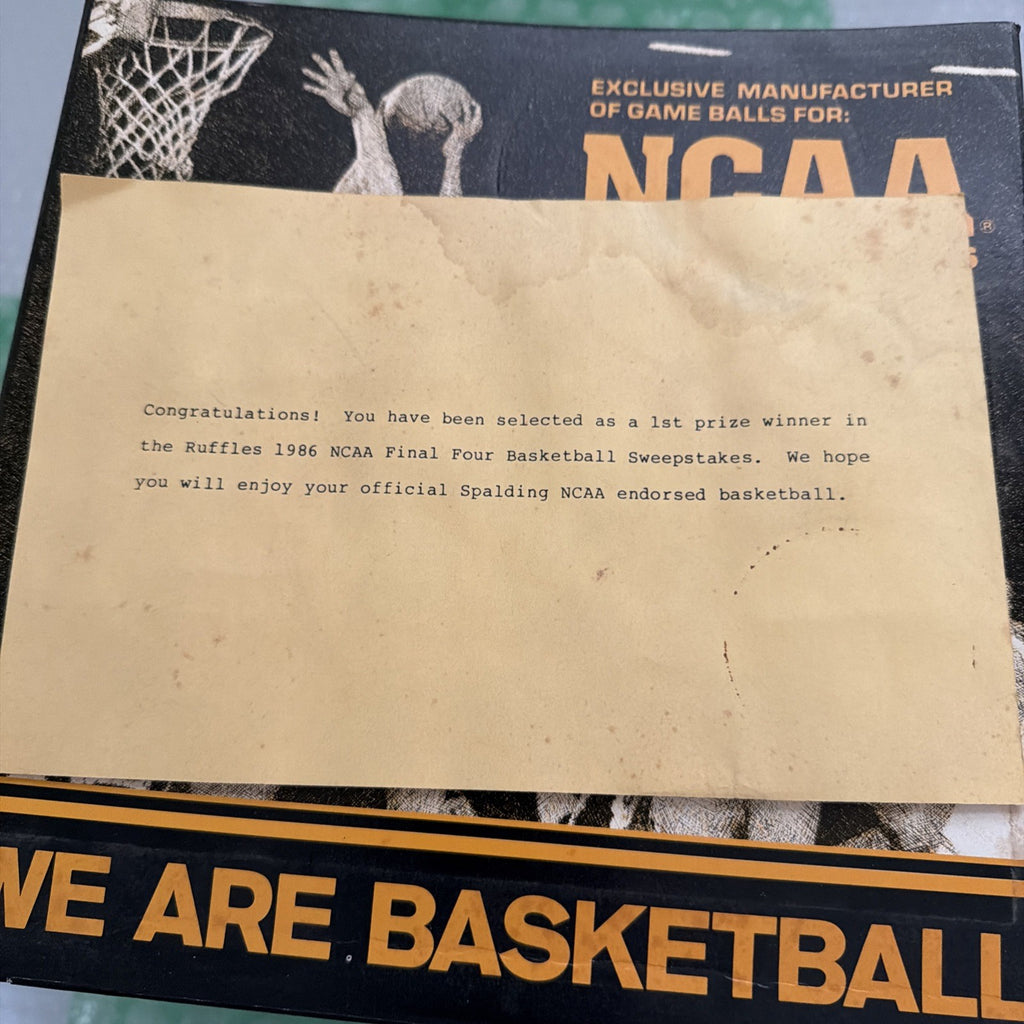 EXCLUSIVE MANUFACTURER
OF GAME BALLS FOR:
NCAA
®
Congratulations!  You have been selected as a 1st prize winner in
the Ruffles 1986 NCAA Final Four Basketball Sweepstakes.  We hope
you will enjoy your official Spalding NCAA endorsed basketball.
WE ARE BASKETBALL